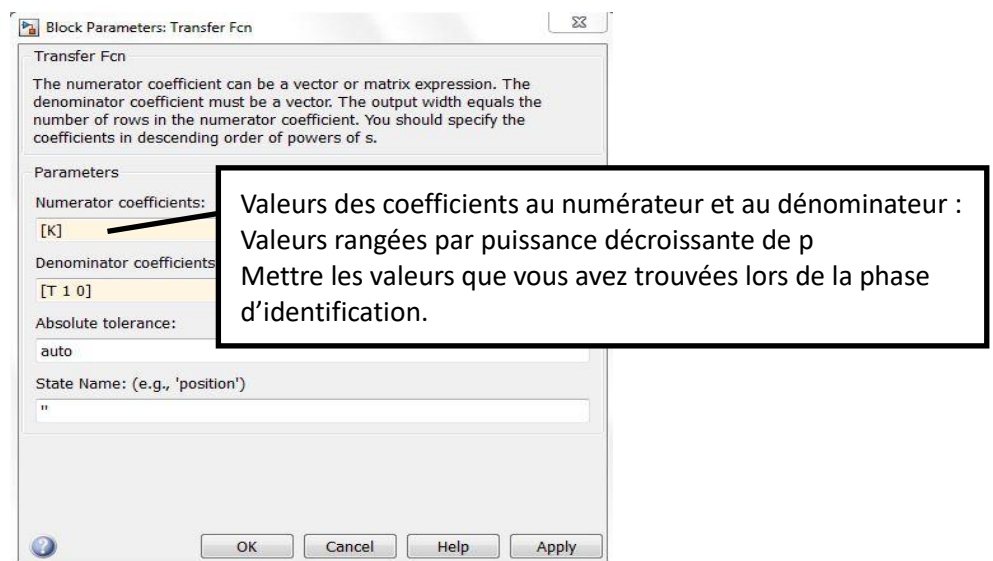 Block Parameters: Transfer Fcn
Transfer Fcn
The numerator coefficient can be a vector or matrix expression. The
denominator coefficient must be a vector. The output width equals the
number of rows in the numerator coefficient. You should specify the
coefficients in descending order of powers of s.
Parameters
Numerator coefficients:
[K]
Denominator coefficients
[T 1 0]
Absolute tolerance:
auto
State Name: (e.g., 'position')
''
Valeurs des coefficients au numérateur et au dénominateur :
Valeurs rangées par puissance décroissante de p
Mettre les valeurs que vous avez trouvées lors de la phase
d’identification.
OK Cancel Help Apply